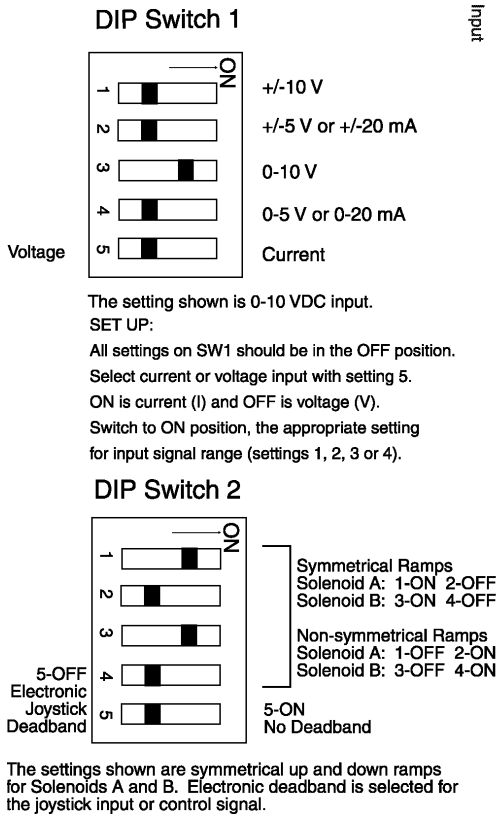 DIP Switch 1
Input
ON
1 +/-10 V
2 +/-5 V or +/-20 mA
3 0-10 V
4 0-5 V or 0-20 mA
Voltage 5 Current
The setting shown is 0-10 VDC input.
SET UP:
All settings on SW1 should be in the OFF position.
Select current or voltage input with setting 5.
ON is current (I) and OFF is voltage (V).
Switch to ON position, the appropriate setting
for input signal range (settings 1, 2, 3 or 4).
DIP Switch 2
ON
1
2
3
4
5
Symmetrical Ramps
Solenoid A: 1-ON 2-OFF
Solenoid B: 3-ON 4-OFF
Non-symmetrical Ramps
Solenoid A: 1-OFF 2-ON
Solenoid B: 3-OFF 4-ON
5-OFF
Electronic
Joystick
Deadband
5-ON
No Deadband
The settings shown are symmetrical up and down ramps
for Solenoids A and B. Electronic deadband is selected for
the joystick input or control signal.